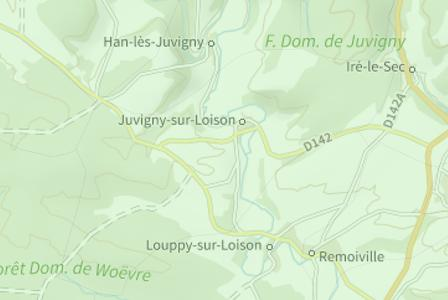 Han-lès-Juvigny
F. Dom. de Juvigny
Iré-le-Sec
D142A
Juvigny-sur-Loison
D142
Louppy-sur-Loison
Remoiville
orêt Dom. de Woëvre